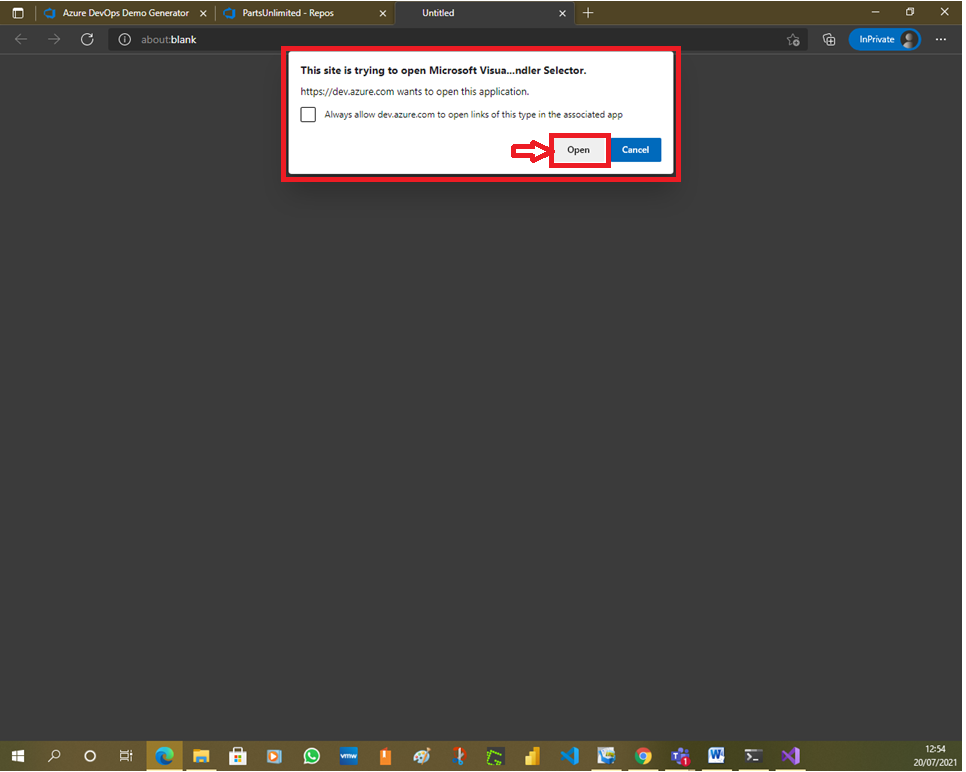 Azure DevOps Demo Generator
PartsUnlimited - Repos
Untitled
about:blank
InPrivate
This site is trying to open Microsoft Visua...ndler Selector.
https://dev.azure.com wants to open this application.
Always allow dev.azure.com to open links of this type in the associated app
Open
Cancel
vmw
12:54
20/07/2021